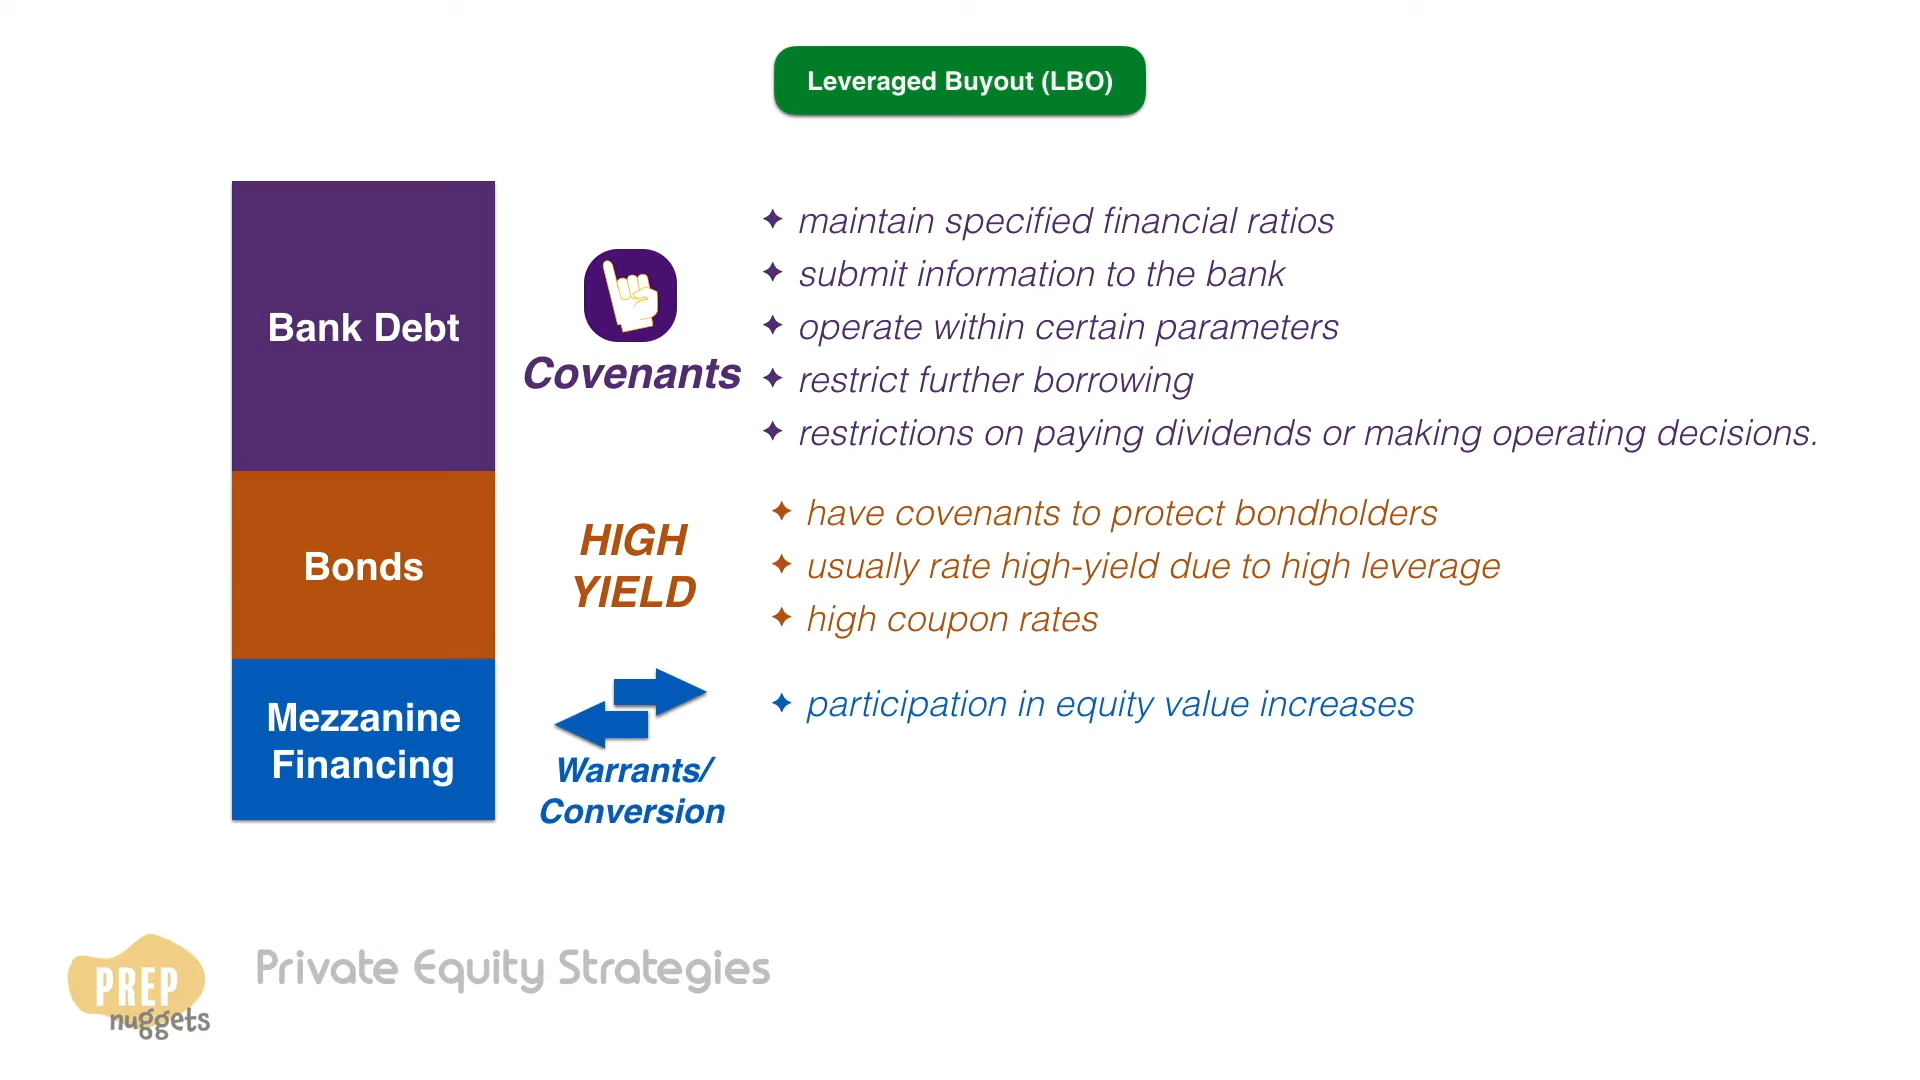 Leveraged Buyout (LBO)
Bank Debt
Covenants
✦ maintain specified financial ratios
✦ submit information to the bank
✦ operate within certain parameters
✦ restrict further borrowing
✦ restrictions on paying dividends or making operating decisions.
Bonds
HIGH
YIELD
✦ have covenants to protect bondholders
✦ usually rate high-yield due to high leverage
✦ high coupon rates
Mezzanine
Financing
Warrants/
Conversion
✦ participation in equity value increases
PREP
nuggets
Private Equity Strategies